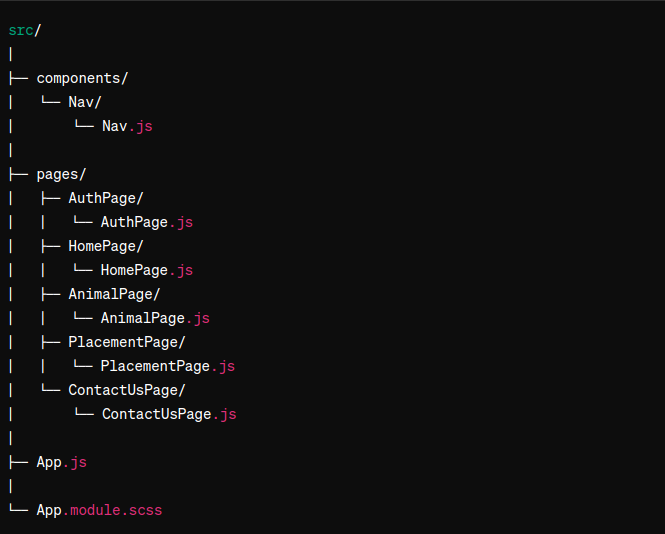 src/
│
├── components/
│   └── Nav/
│       └── Nav.js
│
├── pages/
│   ├── AuthPage/
│   │   └── AuthPage.js
│   ├── HomePage/
│   │   └── HomePage.js
│   ├── AnimalPage/
│   │   └── AnimalPage.js
│   ├── PlacementPage/
│   │   └── PlacementPage.js
│   └── ContactUsPage/
│       └── ContactUsPage.js
│
├── App.js
│
└── App.module.scss